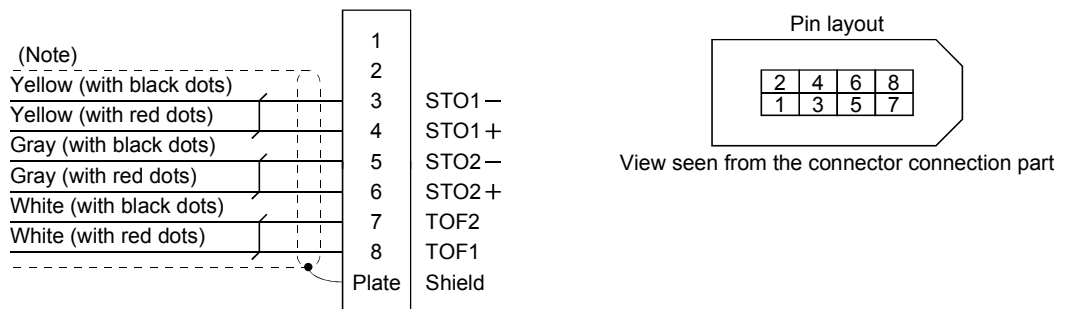 (Note)
Yellow (with black dots)
Yellow (with red dots)
Gray (with black dots)
Gray (with red dots)
White (with black dots)
White (with red dots)
1
2
3 STO1−
4 STO1+
5 STO2−
6 STO2+
7 TOF2
8 TOF1
Plate Shield
Pin layout
2 4 6 8
1 3 5 7
View seen from the connector connection part